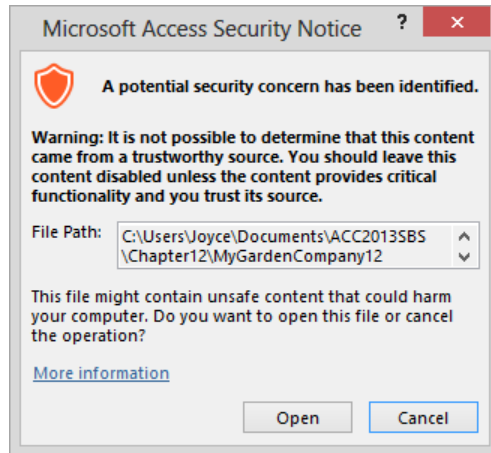 Microsoft Access Security Notice ? ×
A potential security concern has been identified.
Warning: It is not possible to determine that this content
came from a trustworthy source. You should leave this
content disabled unless the content provides critical
functionality and you trust its source.
File Path: C:\Users\Joyce\Documents\ACC2013SBS
\Chapter12\MyGardenCompany12
This file might contain unsafe content that could harm
your computer. Do you want to open this file or cancel
the operation?
More information
Open Cancel